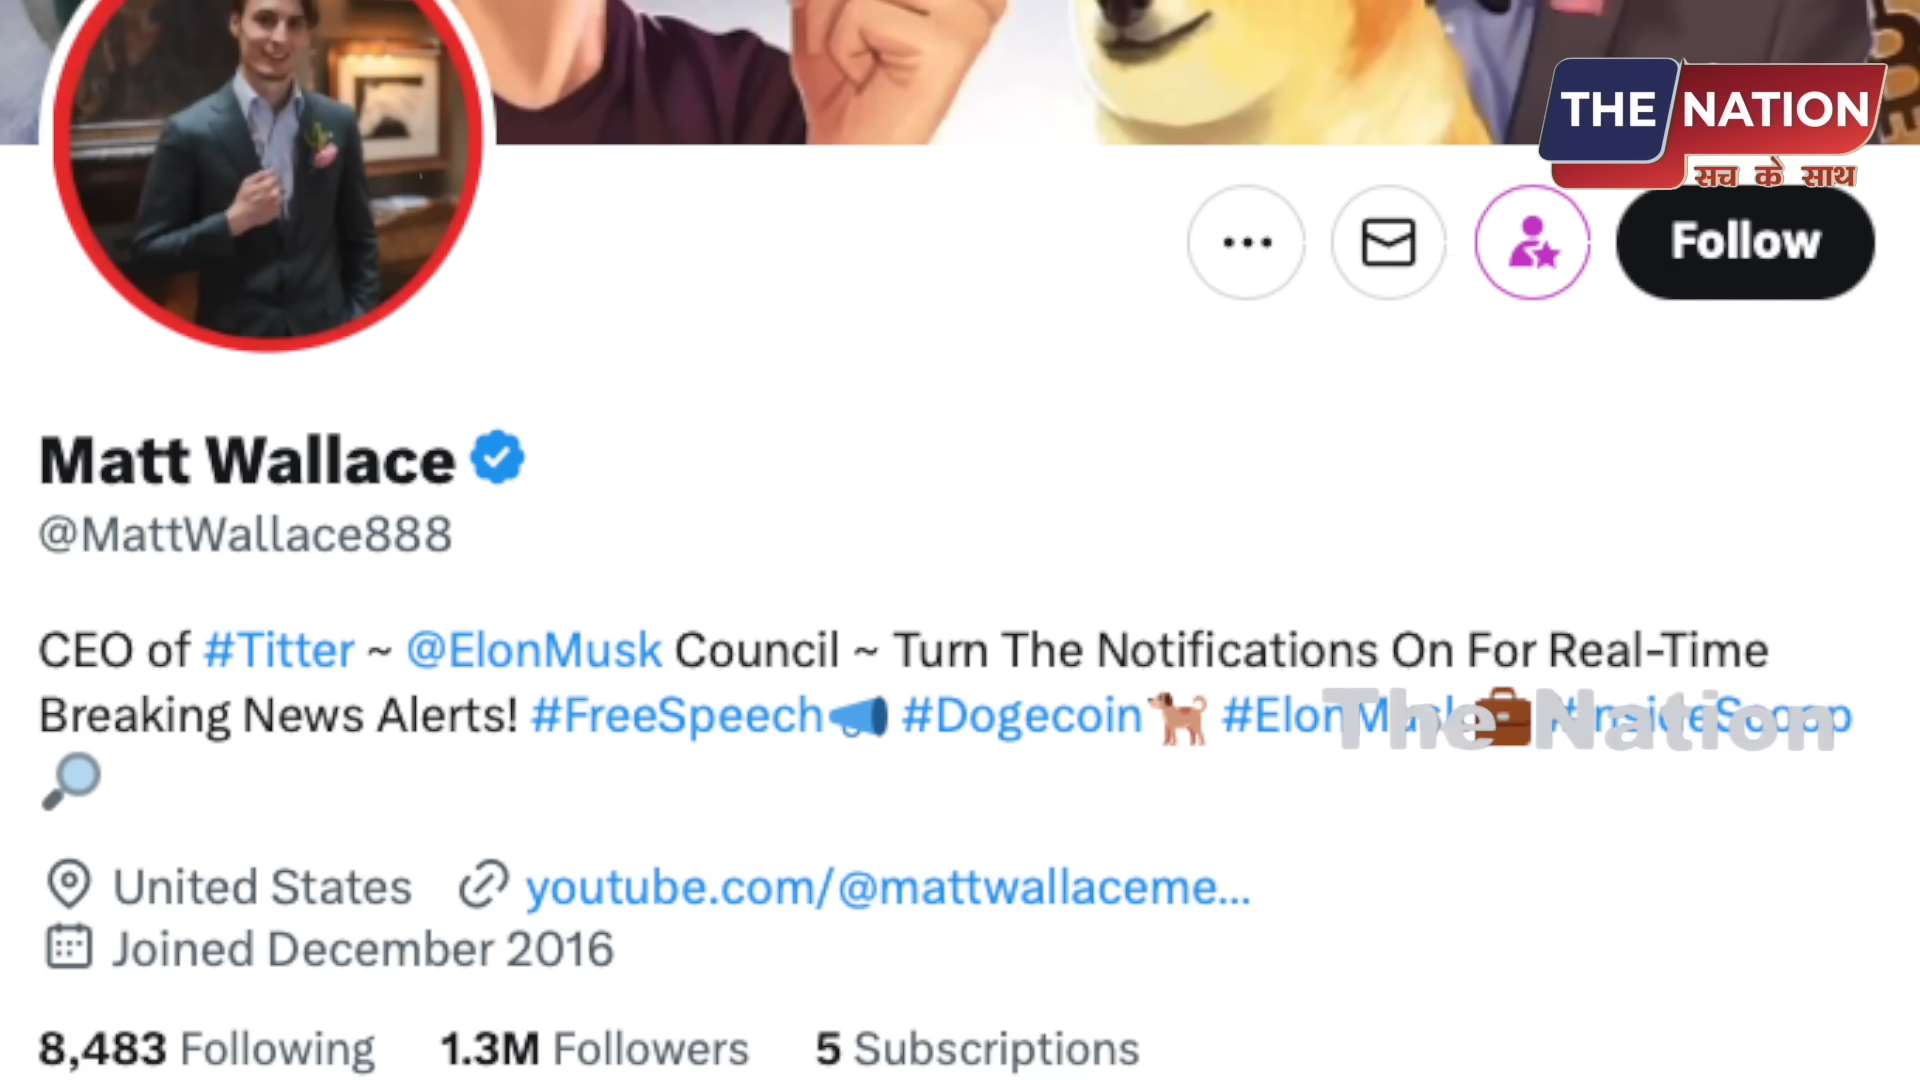 THE NATION
सच के साथ
Follow
Matt Wallace
@MattWallace888
CEO of #Titter ~ @ElonMusk Council ~ Turn The Notifications On For Real-Time
Breaking News Alerts! #FreeSpeech📣 #Dogecoin🐕 #ElonMusk💼 #InsideScoop
🔎
The Nation
United States youtube.com/@mattwallaceme...
Joined December 2016
8,483 Following 1.3M Followers 5 Subscriptions